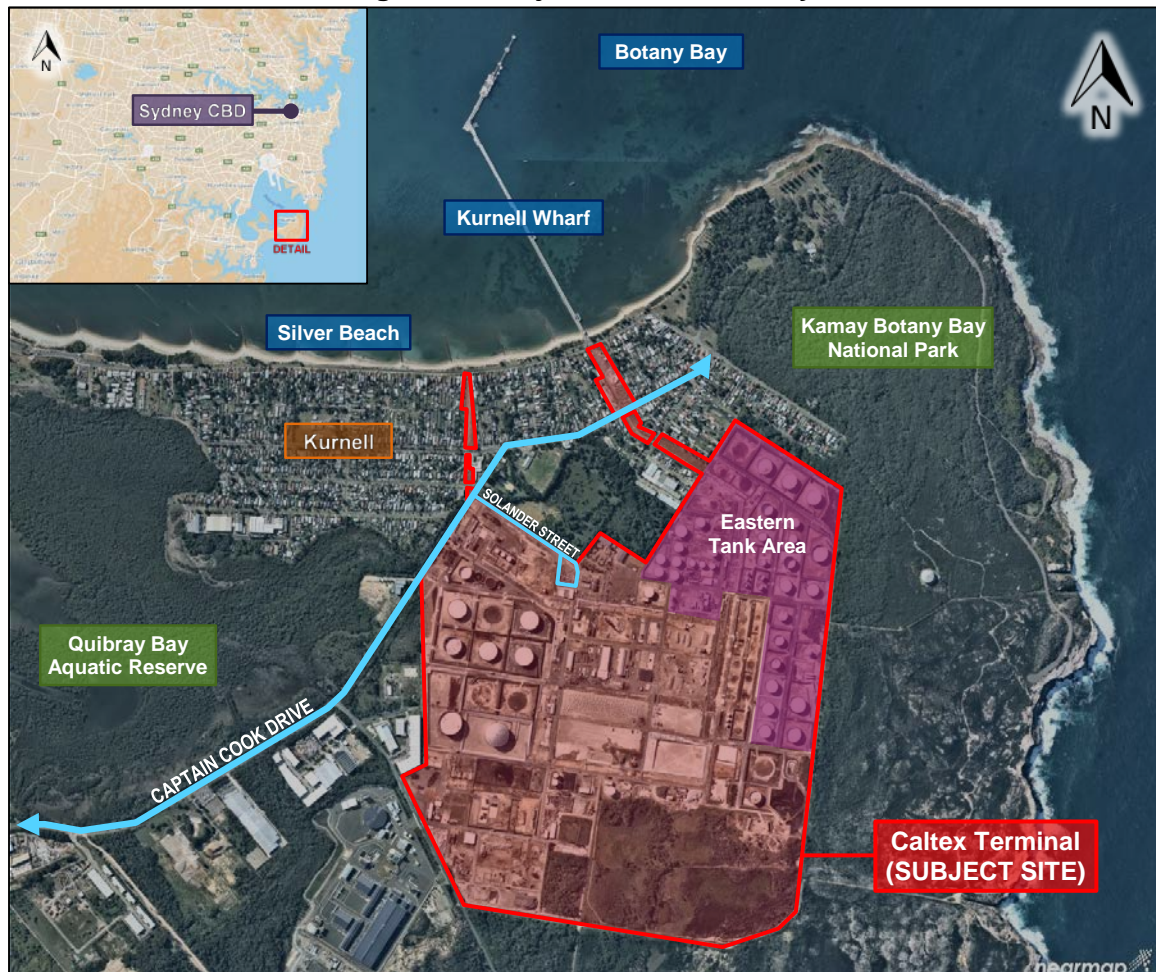 N
Sydney CBD
DETAIL
Botany Bay
N
Kurnell Wharf
Silver Beach
Kamay Botany Bay
National Park
Kurnell
SOLANDER STREET
Eastern
Tank Area
Quibray Bay
Aquatic Reserve
CAPTAIN COOK DRIVE
Caltex Terminal
(SUBJECT SITE)
nearmap